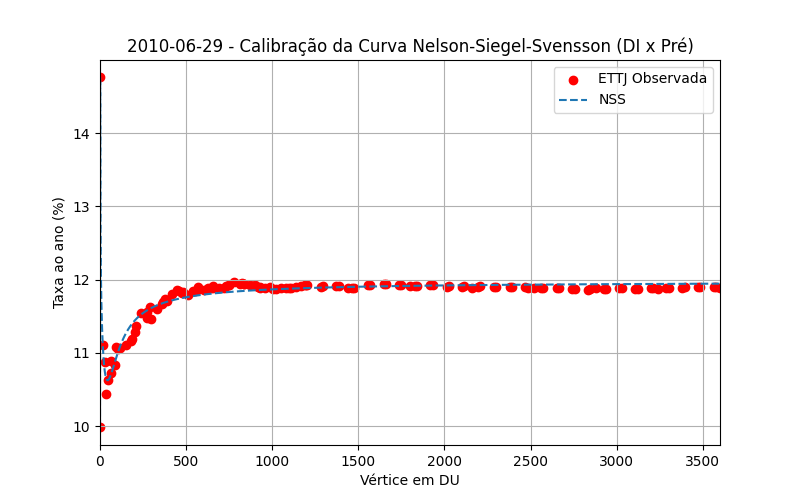 2010-06-29 - Calibração da Curva Nelson-Siegel-Svensson (DI x Pré)
ETTJ Observada
NSS
Taxa ao ano (%)
14
13
12
11
10
0
500
1000
1500
2000
2500
3000
3500
Vértice em DU